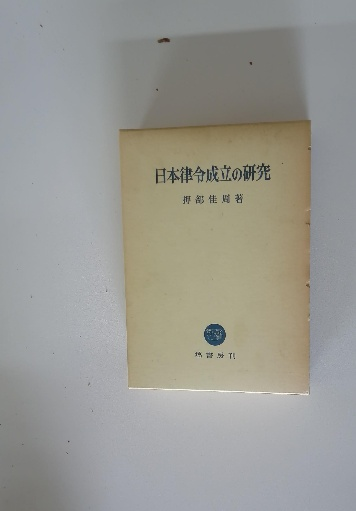 日本律令成立の研究
押部佳周著
塙書房刊